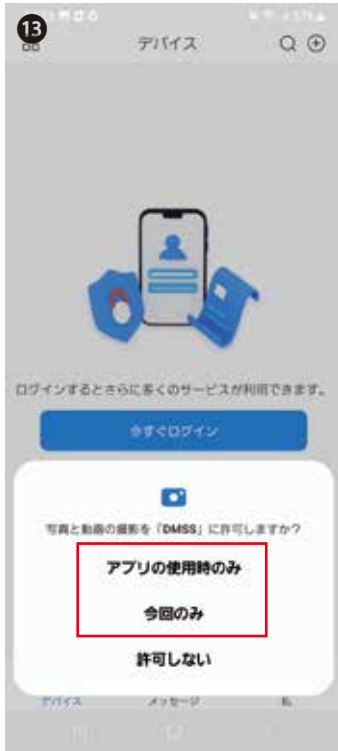 13
デバイス
ログインするとさらに多くのサービスが利用できます。
今すぐログイン
写真と動画の撮影を「DMSS」に許可しますか?
アプリの使用時のみ
今回のみ
許可しない
デバイス メッセージ 私